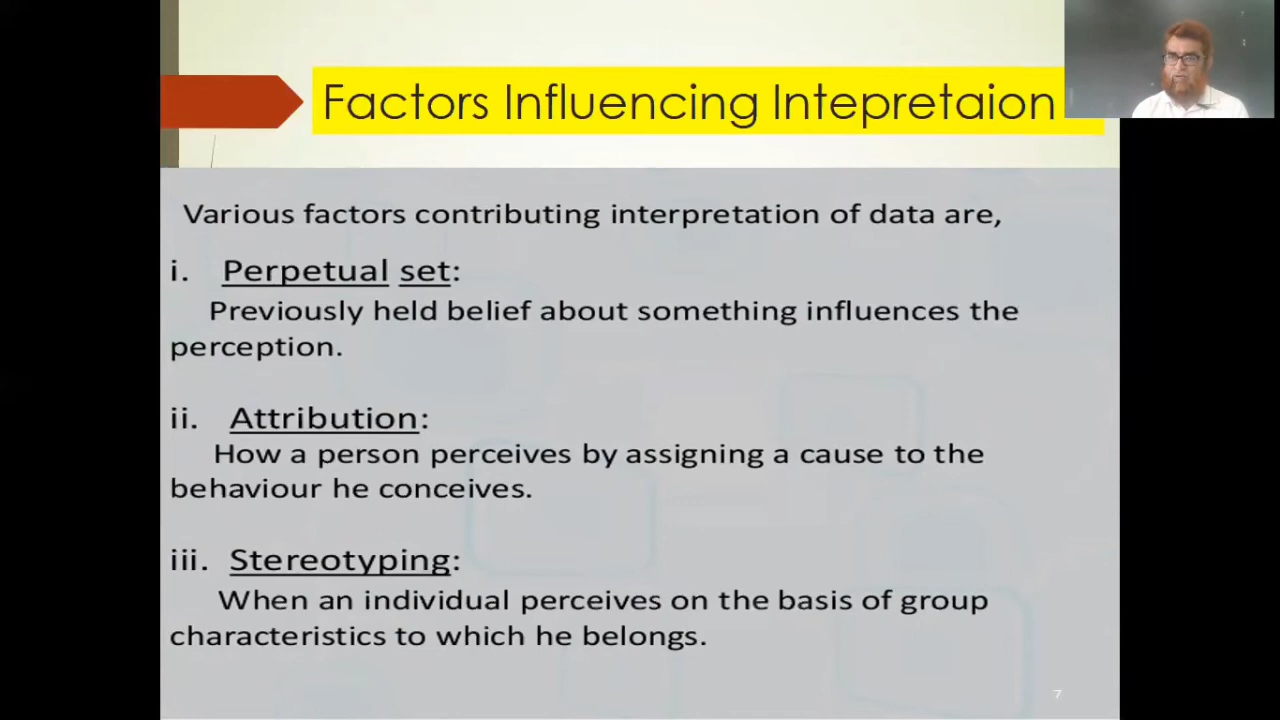 Factors Influencing Intepretaion
Various factors contributing interpretation of data are,
i. Perpetual set:
Previously held belief about something influences the
perception.
ii. Attribution:
How a person perceives by assigning a cause to the
behaviour he conceives.
iii. Stereotyping:
When an individual perceives on the basis of group
characteristics to which he belongs.
7